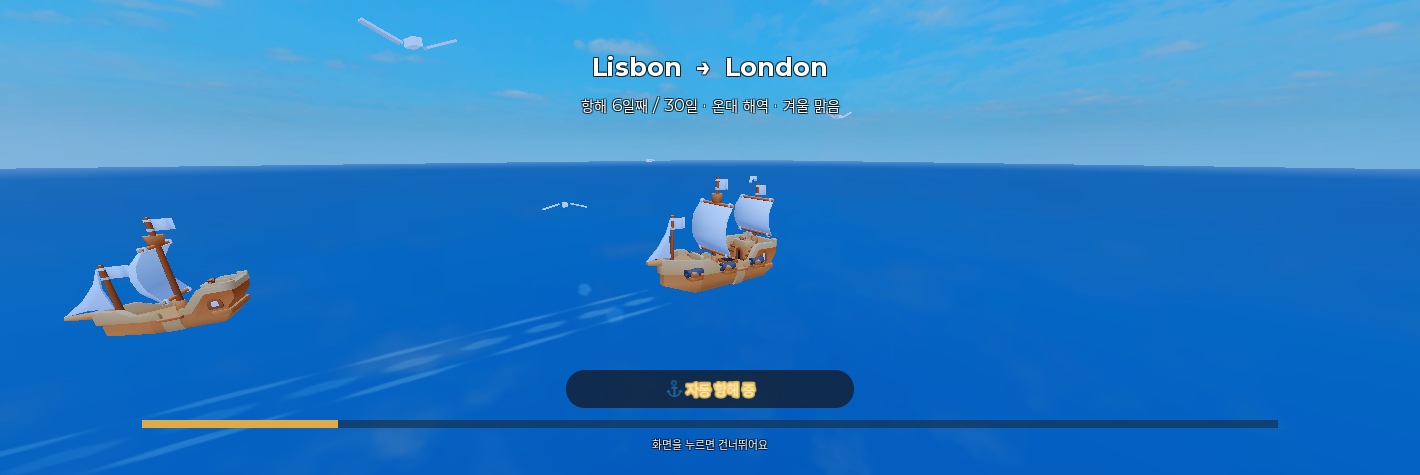 Lisbon → London
항해 6일째 / 30일 · 온대 해역 · 겨울 맑음
⚓ 자동 항해 중
화면을 누르면 건너뛰어요